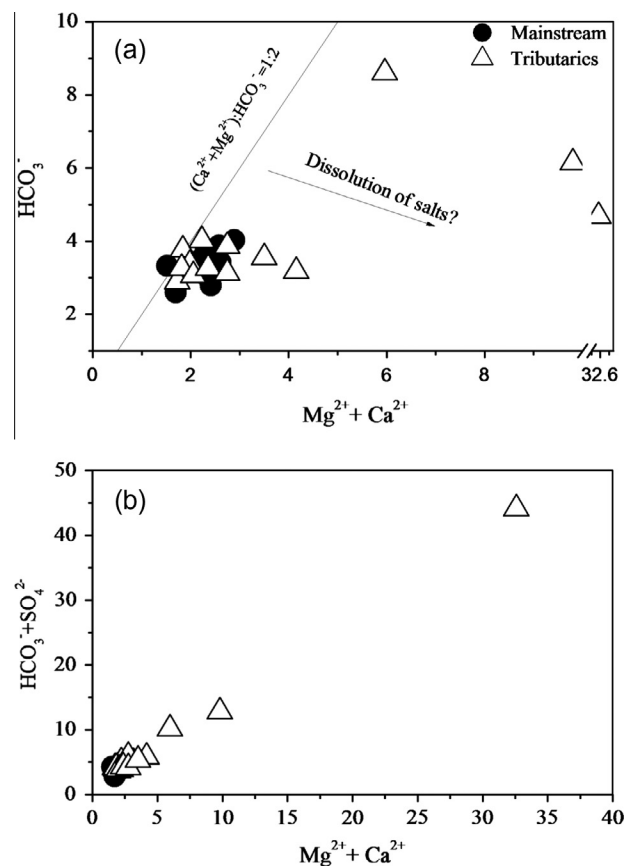 (a)
Mainstream
Tributarics
(Ca²⁺+Mg²⁺):HCO₃⁻=1:2
Dissolution of salts?
HCO₃⁻
10
8
6
4
2
0 2 4 6 8 32.6
Mg²⁺+ Ca²⁺
(b)
HCO₃⁻+SO₄²⁻
50
40
30
20
10
0
0 5 10 15 20 25 30 35 40
Mg²⁺+ Ca²⁺